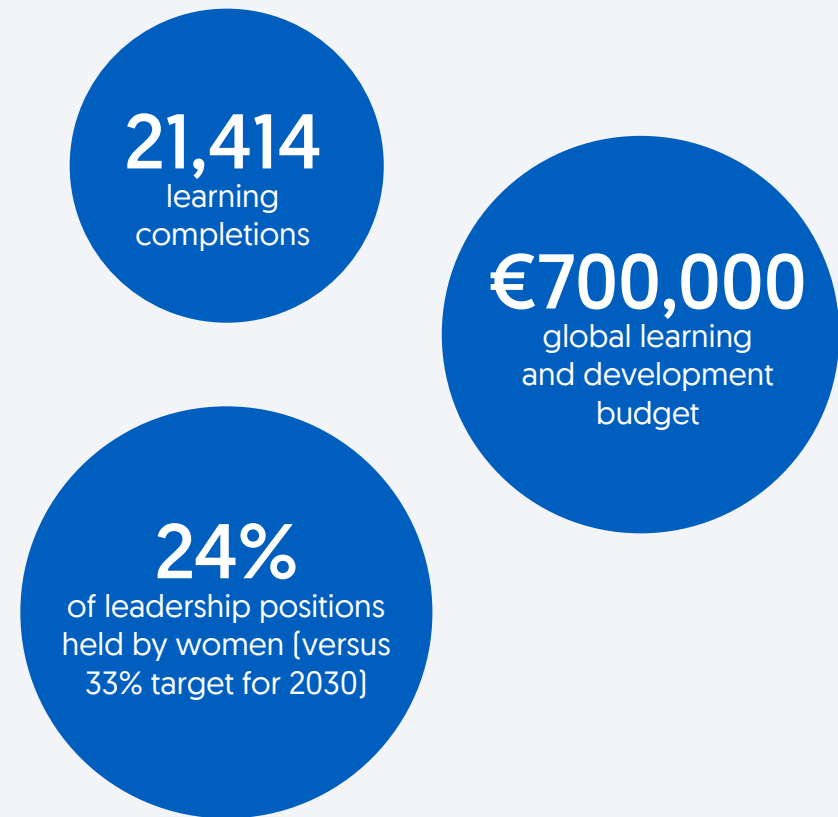 21,414
learning
completions
€700,000
global learning
and development
budget
24%
of leadership positions
held by women (versus
33% target for 2030)